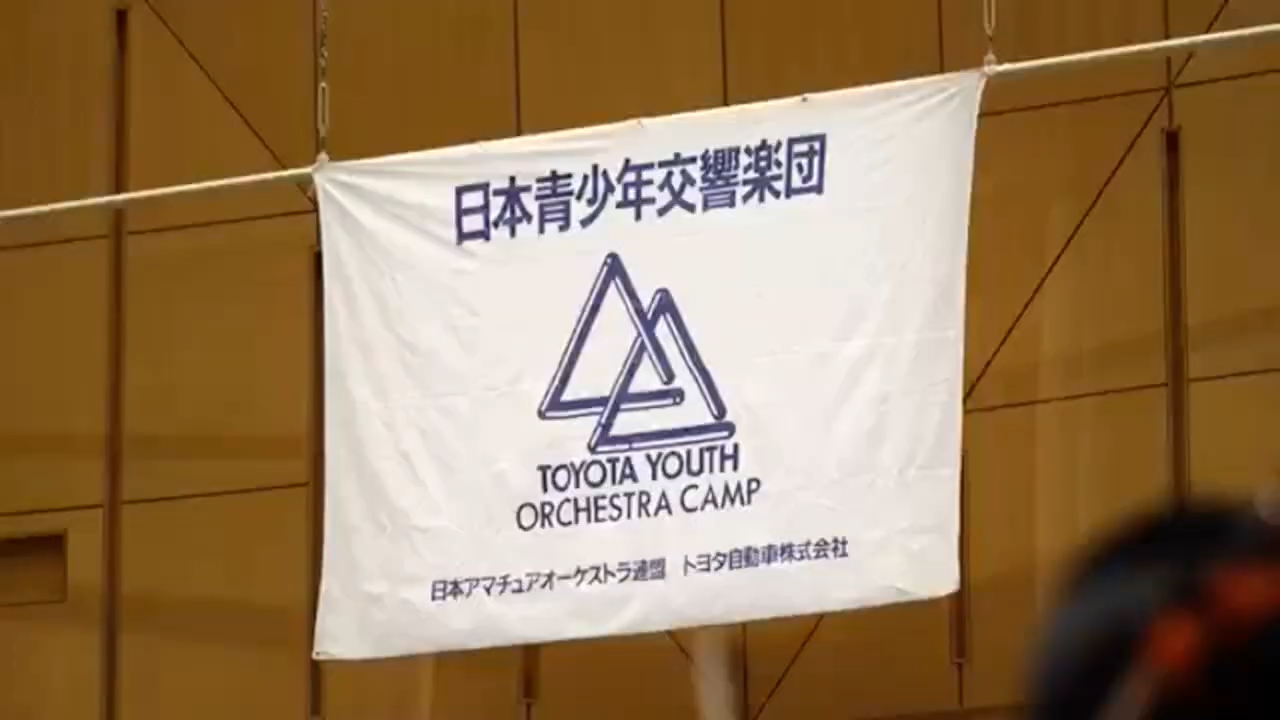 日本青少年交響楽団
TOYOTA YOUTH
ORCHESTRA CAMP
日本アマチュアオーケストラ連盟 トヨタ自動車株式会社